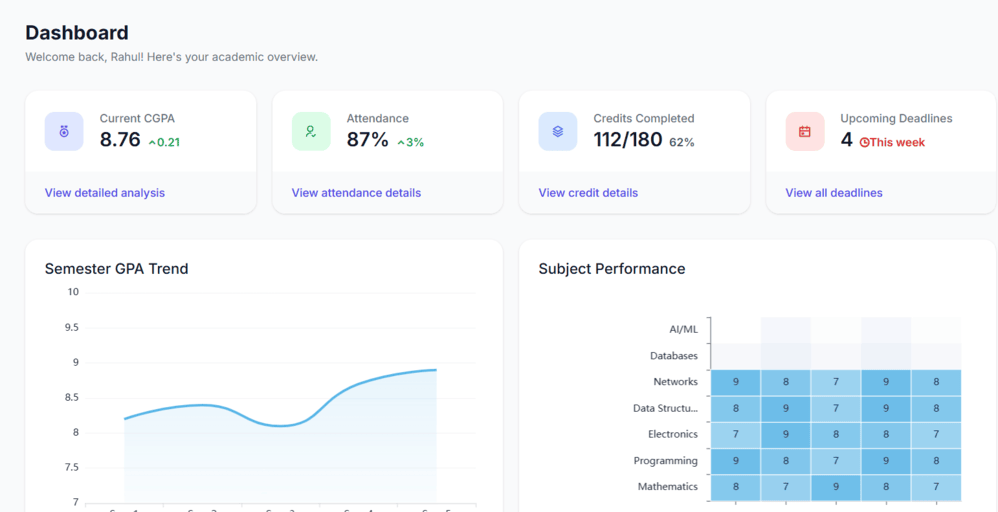 Dashboard
Welcome back, Rahul! Here's your academic overview.
Current CGPA
8.76 0.21
View detailed analysis
Attendance
87% 3%
View attendance details
Credits Completed
112/180 62%
View credit details
Upcoming Deadlines
4 This week
View all deadlines
Semester GPA Trend
10
9.5
9
8.5
8
7.5
7
Subject Performance
AI/ML
Databases
Networks 9 8 7 9 8
Data Structu... 8 9 7 9 8
Electronics 7 9 8 8 7
Programming 9 8 7 9 8
Mathematics 8 7 9 8 7